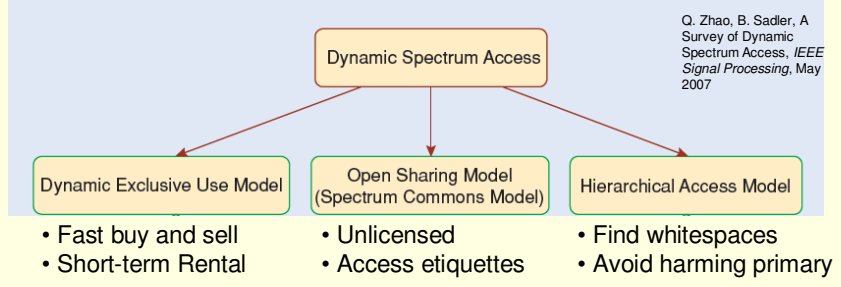 Q. Zhao, B. Sadler, A
Survey of Dynamic
Spectrum Access, IEEE
Signal Processing, May
2007
Dynamic Spectrum Access
Dynamic Exclusive Use Model
Open Sharing Model
(Spectrum Commons Model)
Hierarchical Access Model
• Fast buy and sell
• Short-term Rental
• Unlicensed
• Access etiquettes
• Find whitespaces
• Avoid harming primary